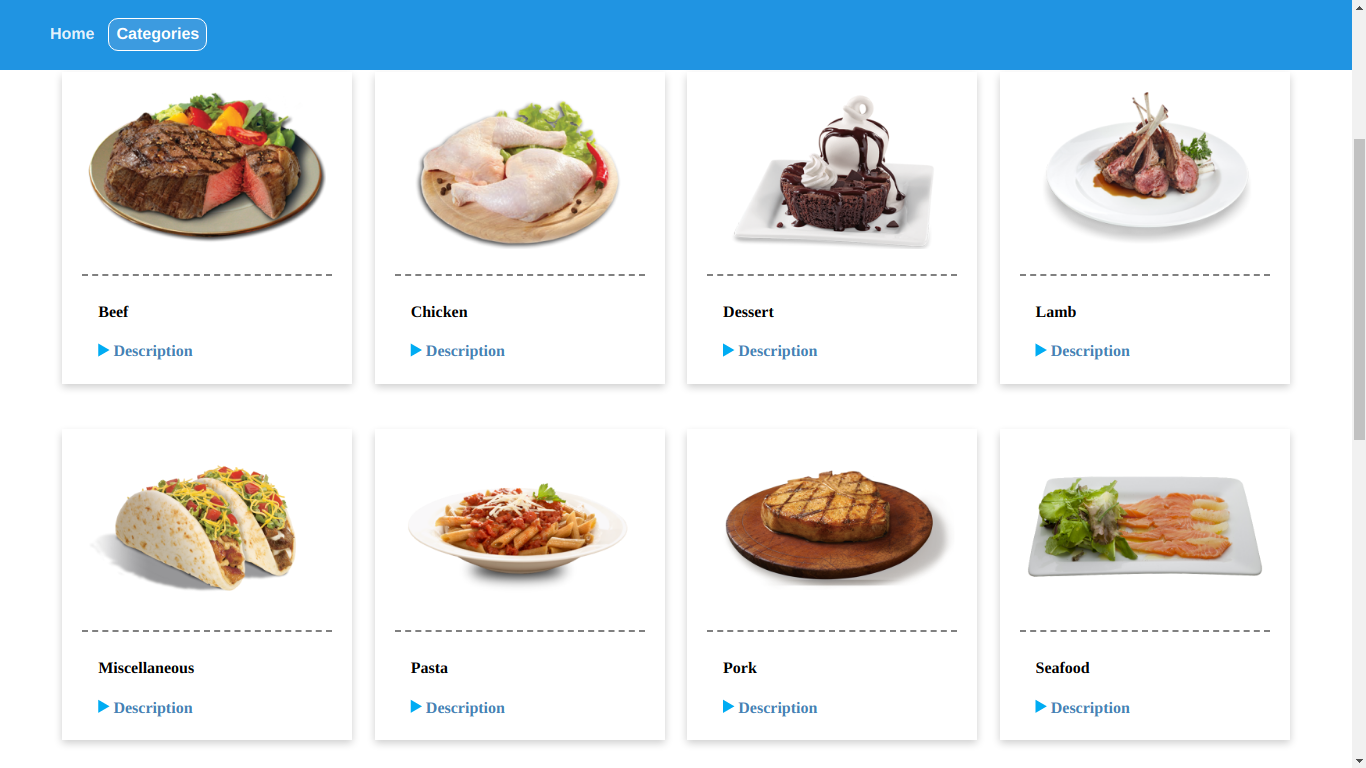 Home Categories
Beef Chicken Dessert Lamb
Description Description Description Description
Miscellaneous Pasta Pork Seafood
Description Description Description Description